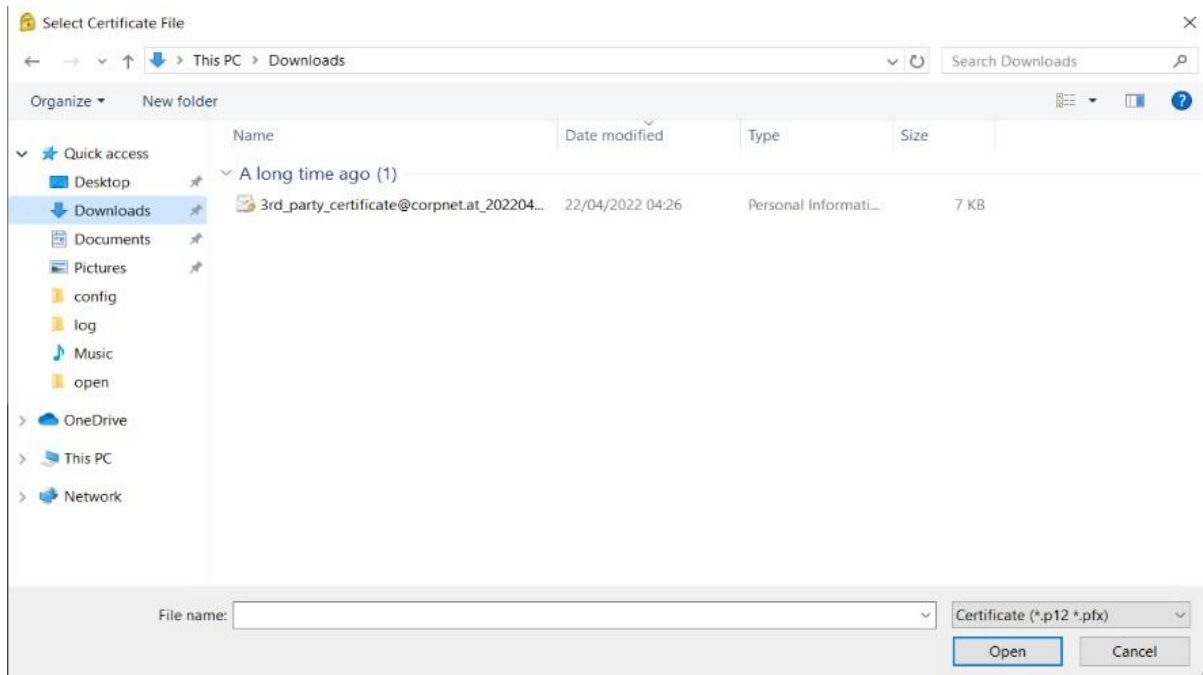 Select Certificate File
This PC > Downloads
Search Downloads
Organize
New folder
Name
Date modified
Type
Size
Quick access
Desktop
Downloads
Documents
Pictures
config
log
Music
open
OneDrive
This PC
Network
A long time ago (1)
3rd_party_certificate@corpnet.at_202204... 22/04/2022 04:26 Personal Informati... 7 KB
File name:
Certificate (*.p12 *.pfx)
Open
Cancel